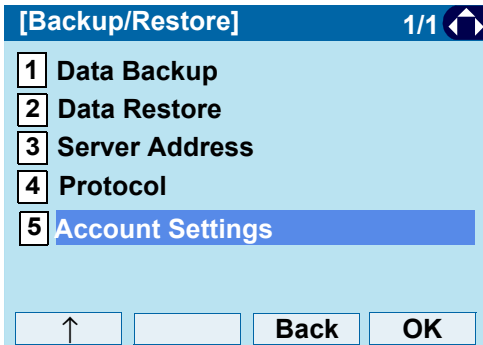 [Backup/Restore] 1/1
1 Data Backup
2 Data Restore
3 Server Address
4 Protocol
5 Account Settings
↑ Back OK